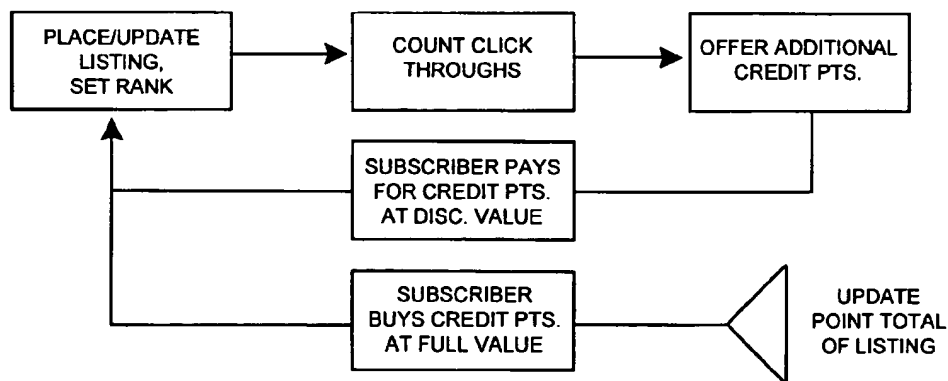 PLACE/UPDATE
LISTING,
SET RANK
COUNT CLICK
THROUGHS
OFFER ADDITIONAL
CREDIT PTS.
SUBSCRIBER PAYS
FOR CREDIT PTS.
AT DISC. VALUE
SUBSCRIBER
BUYS CREDIT PTS.
AT FULL VALUE
UPDATE
POINT TOTAL
OF LISTING